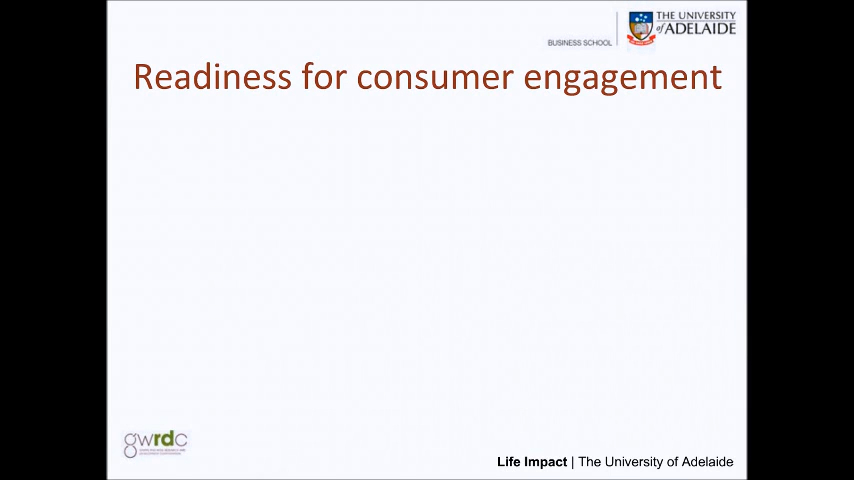 THE UNIVERSITY
of ADELAIDE
BUSINESS SCHOOL
Readiness for consumer engagement
gwrdc
Life Impact | The University of Adelaide